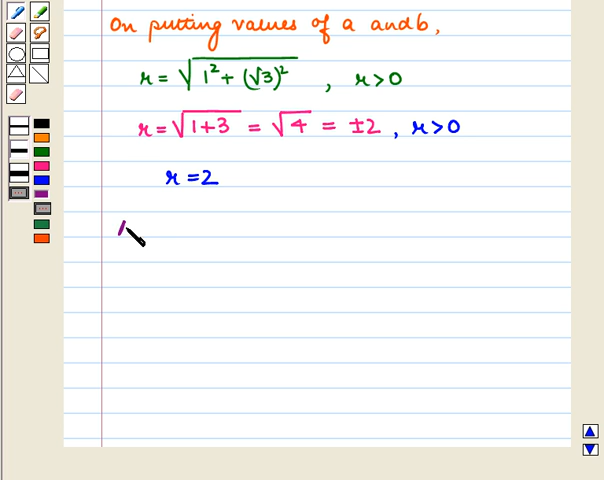 On putting values of a and b,
r = √(1² + (√3)²) , r > 0
r = √(1+3) = √4 = ±2 , r > 0
r = 2